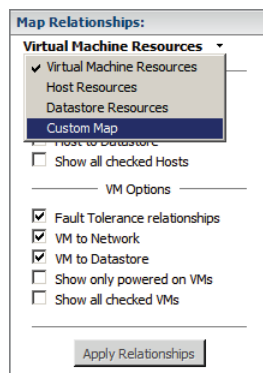 Map Relationships:
Virtual Machine Resources
Virtual Machine Resources
Host Resources
Datastore Resources
Custom Map
Host to Datastore
Show all checked Hosts
VM Options
Fault Tolerance relationships
VM to Network
VM to Datastore
Show only powered on VMs
Show all checked VMs
Apply Relationships